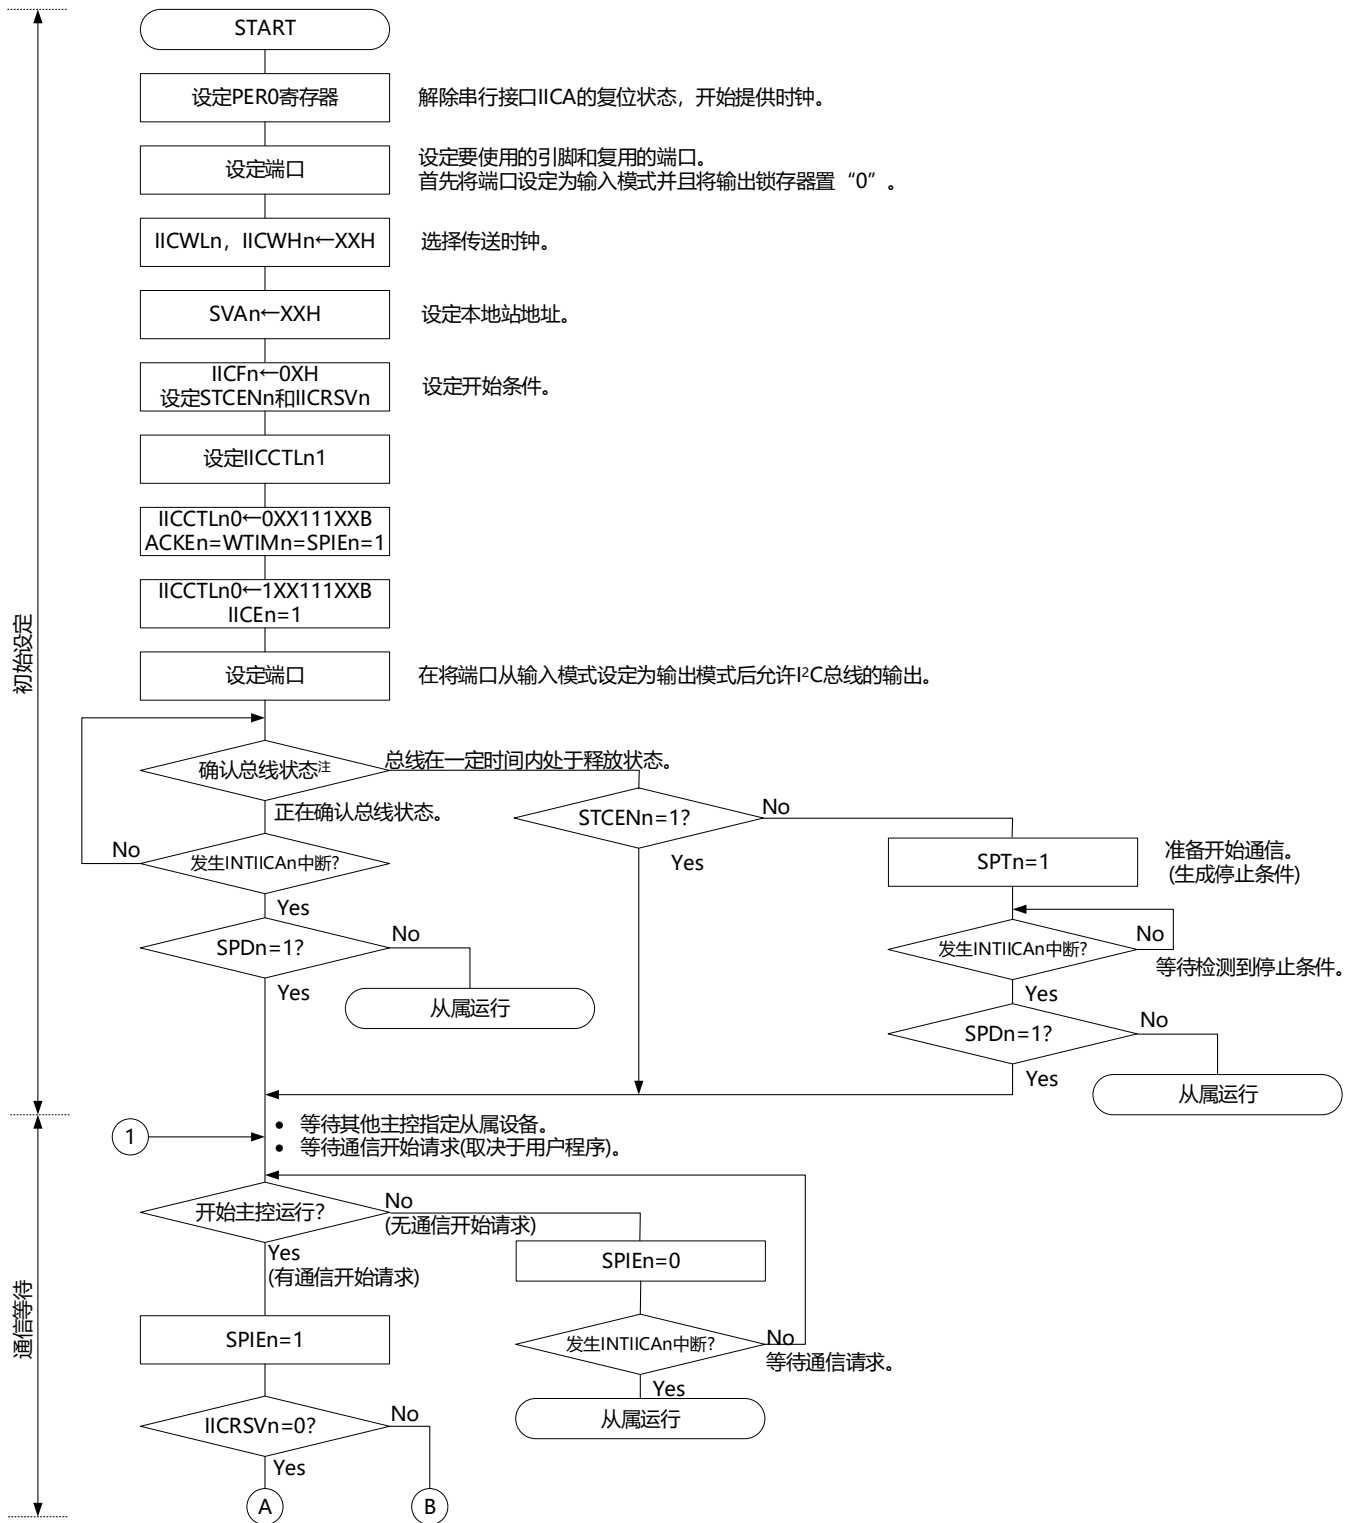 START
设定PER0寄存器
解除串行接口IICA的复位状态，开始提供时钟。
设定端口
设定要使用的引脚和复用的端口。
首先将端口设定为输入模式并且将输出锁存器置“0”。
IICWLn，IICWHn←XXH
选择传送时钟。
SVAn←XXH
设定本地站地址。
IICFn←0XH
设定STCENn和IICRSVn
设定开始条件。
设定IICCTLn1
IICCTLn0←0XX111XXB
ACKEn=WTIMn=SPIEn=1
IICCTLn0←1XX111XXB
IICEn=1
设定端口
在将端口从输入模式设定为输出模式后允许I²C总线的输出。
初始设定
确认总线状态注
总线在一定时间内处于释放状态。
正在确认总线状态。
STCENn=1?
No
Yes
SPTn=1
准备开始通信。
(生成停止条件)
No
发生INTIICAn中断?
Yes
发生INTIICAn中断?
No
等待检测到停止条件。
Yes
SPDn=1?
No
Yes
从属运行
SPDn=1?
No
Yes
从属运行
1
• 等待其他主控指定从属设备。
• 等待通信开始请求(取决于用户程序)。
开始主控运行?
No
(无通信开始请求)
Yes
(有通信开始请求)
SPIEn=0
通信等待
SPIEn=1
发生INTIICAn中断?
No
等待通信请求。
Yes
从属运行
IICRSVn=0?
No
Yes
A
B